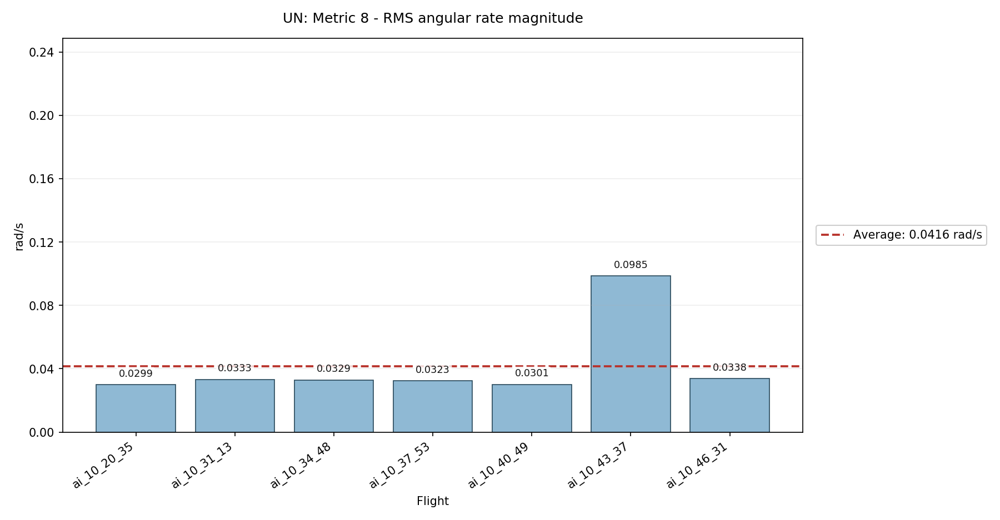 UN: Metric 8 - RMS angular rate magnitude
0.24
0.20
0.16
0.12
0.08
0.04
0.00
rad/s
0.0299
0.0333
0.0329
0.0323
0.0301
0.0985
0.0338
Average: 0.0416 rad/s
ai_10_20_35
ai_10_31_13
ai_10_34_48
ai_10_37_53
ai_10_40_49
ai_10_43_37
ai_10_46_31
Flight